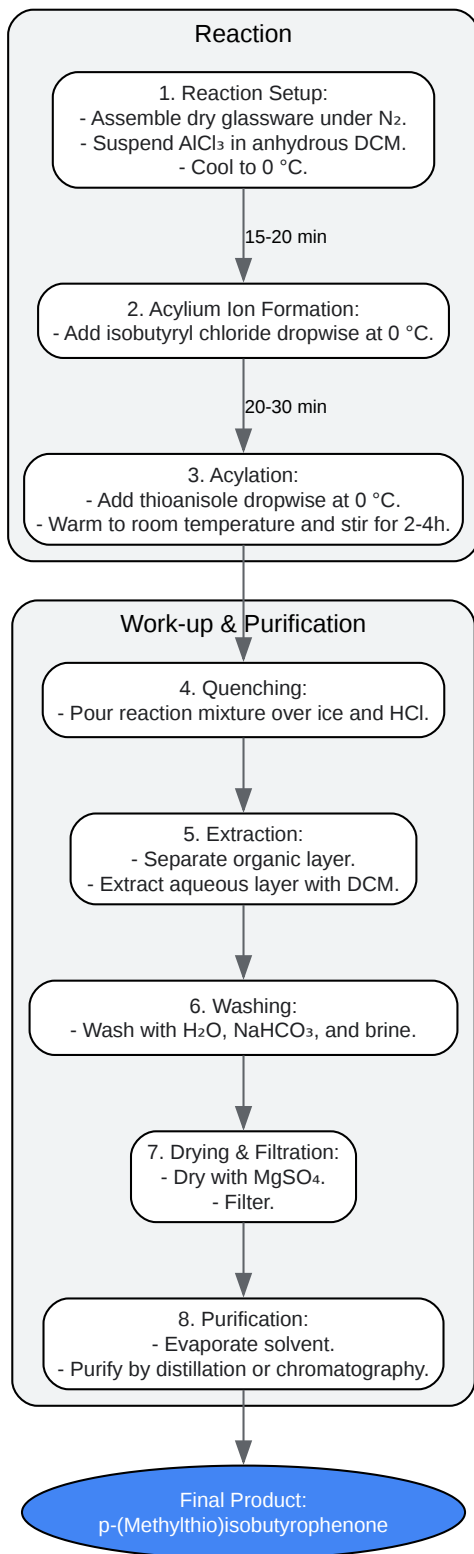 Reaction
1. Reaction Setup:
- Assemble dry glassware under N₂.
- Suspend AlCl₃ in anhydrous DCM.
- Cool to 0 °C.
15-20 min
2. Acylium Ion Formation:
- Add isobutyryl chloride dropwise at 0 °C.
20-30 min
3. Acylation:
- Add thioanisole dropwise at 0 °C.
- Warm to room temperature and stir for 2-4h.
Work-up & Purification
4. Quenching:
- Pour reaction mixture over ice and HCl.
5. Extraction:
- Separate organic layer.
- Extract aqueous layer with DCM.
6. Washing:
- Wash with H₂O, NaHCO₃, and brine.
7. Drying & Filtration:
- Dry with MgSO₄.
- Filter.
8. Purification:
- Evaporate solvent.
- Purify by distillation or chromatography.
Final Product:
p-(Methylthio)isobutyrophenone